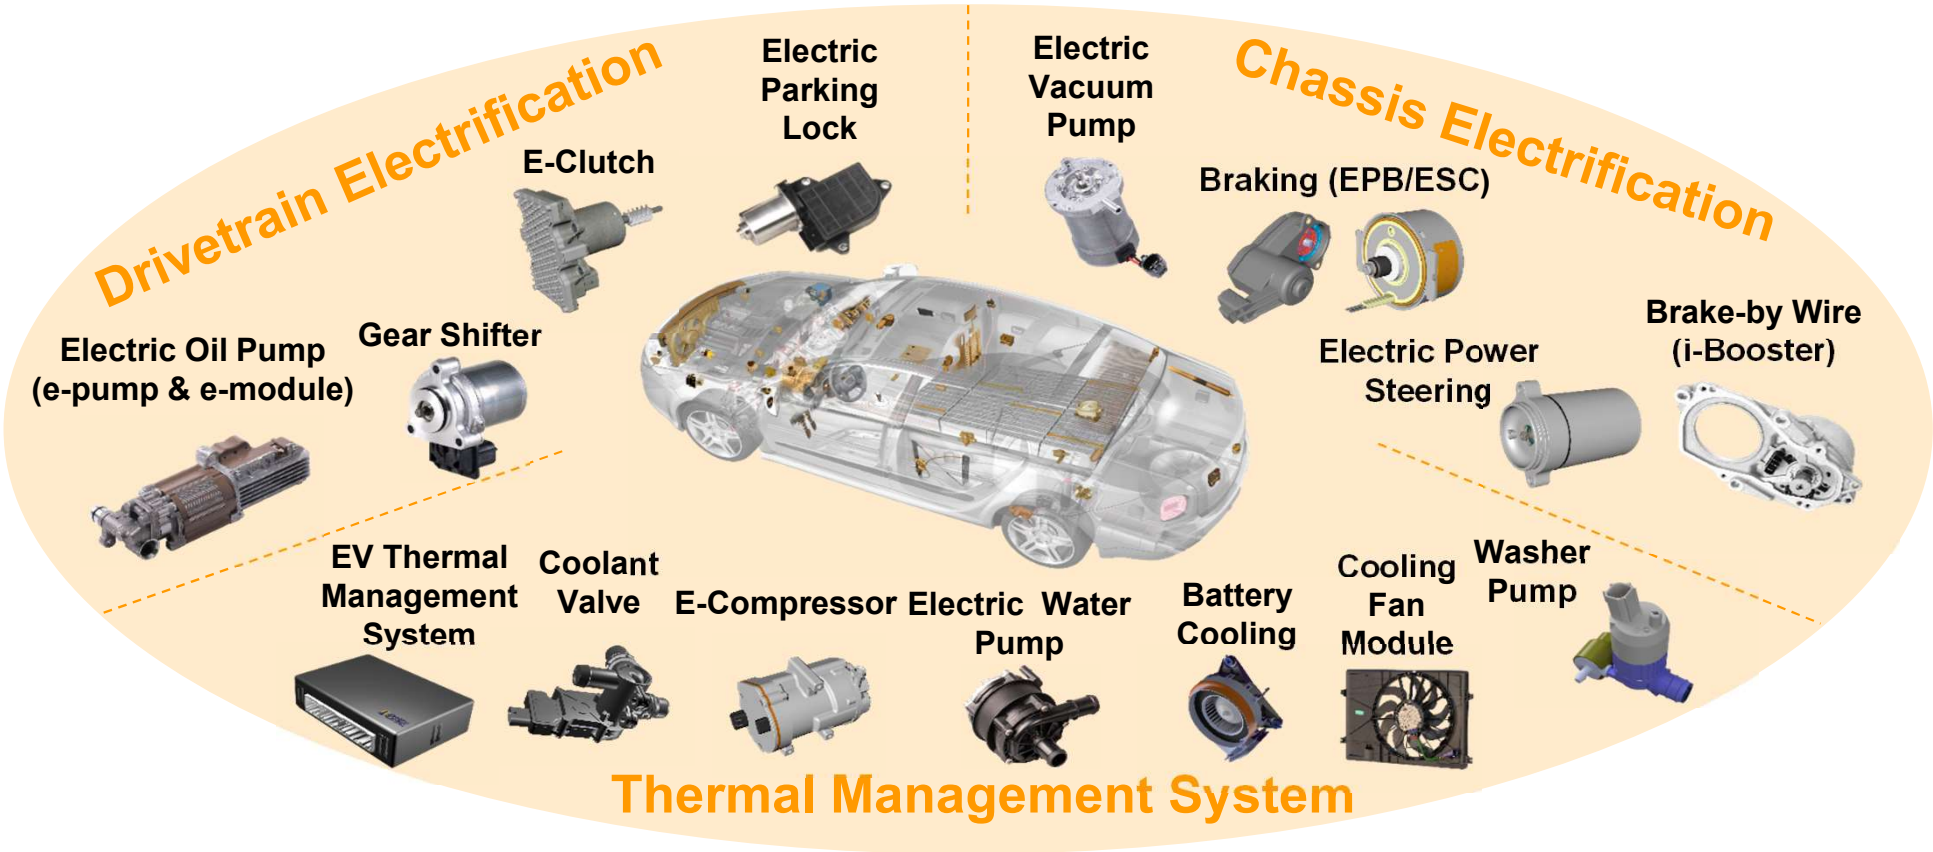 Drivetrain Electrification
Electric
Parking
Lock
E-Clutch
Gear Shifter
Electric Oil Pump
(e-pump & e-module)
Chassis Electrification
Electric
Vacuum
Pump
Braking (EPB/ESC)
Electric Power
Steering
Brake-by Wire
(i-Booster)
EV Thermal
Management
System
Coolant
Valve
E-Compressor
Electric Water
Pump
Battery
Cooling
Cooling
Fan
Module
Washer
Pump
Thermal Management System